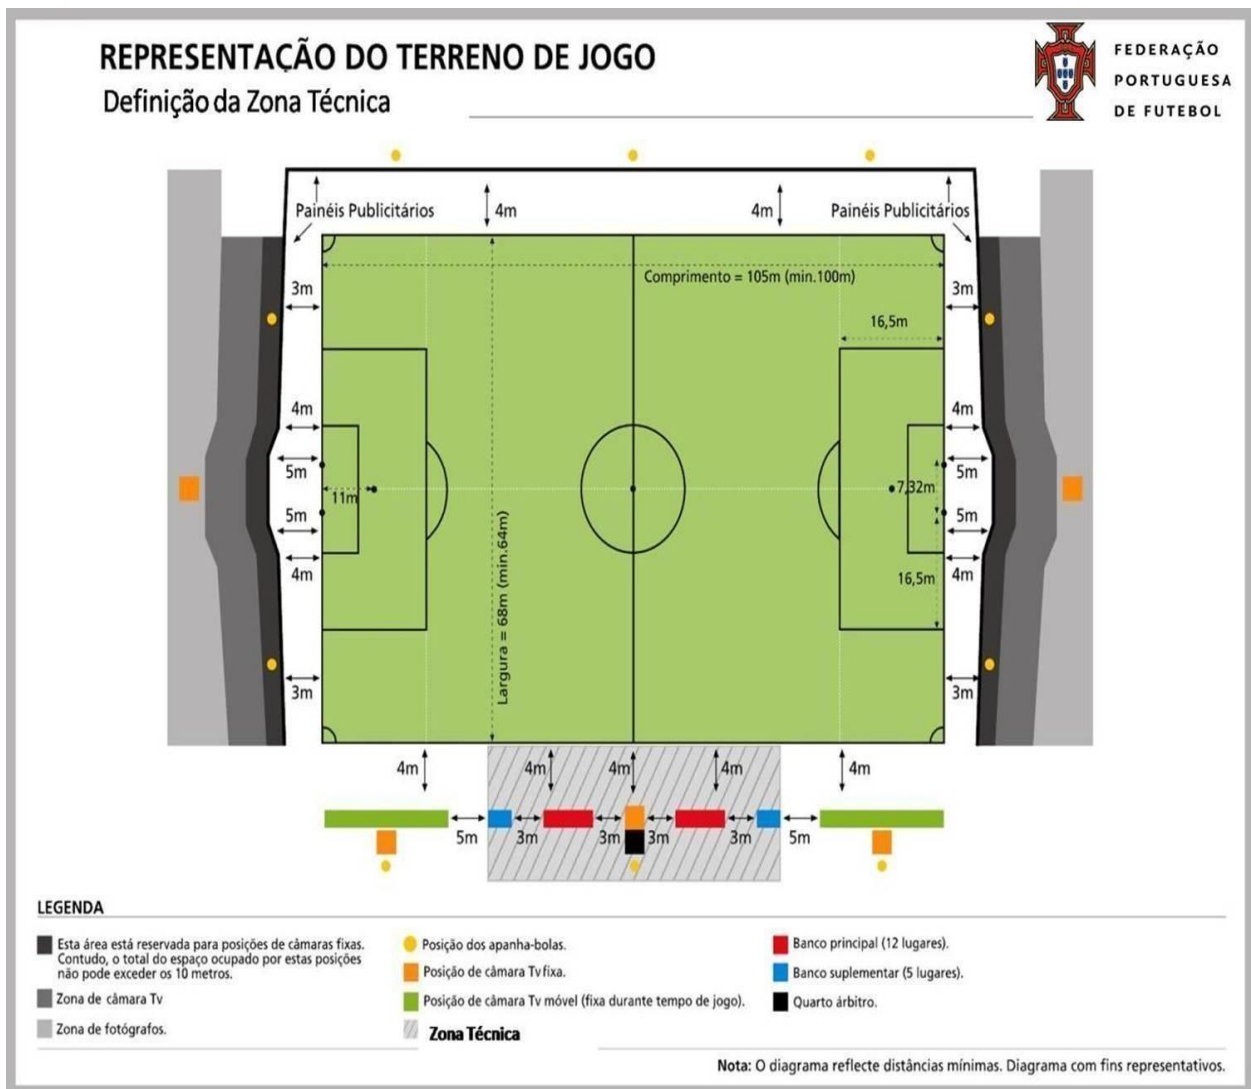 REPRESENTAÇÃO DO TERRENO DE JOGO
Definição da Zona Técnica
FEDERAÇÃO
PORTUGUESA
DE FUTEBOL
Painéis Publicitários
4m
4m
Painéis Publicitários
Comprimento = 105m (min.100m)
3m
3m
16,5m
4m
4m
5m
5m
11m
7,32m
5m
5m
4m
16,5m
4m
Largura = 68m (min.64m)
3m
3m
4m
4m
4m
4m
4m
5m
3m
3m
3m
3m
5m
LEGENDA
Esta área está reservada para posições de câmaras fixas.
Contudo, o total do espaço ocupado por estas posições
não pode exceder os 10 metros.
Zona de câmara Tv
Zona de fotógrafos.
Posição dos apanha-bolas.
Posição de câmara Tv fixa.
Posição de câmara Tv móvel (fixa durante tempo de jogo).
Zona Técnica
Banco principal (12 lugares).
Banco suplementar (5 lugares).
Quarto árbitro.
Nota: O diagrama reflecte distâncias mínimas. Diagrama com fins representativos.